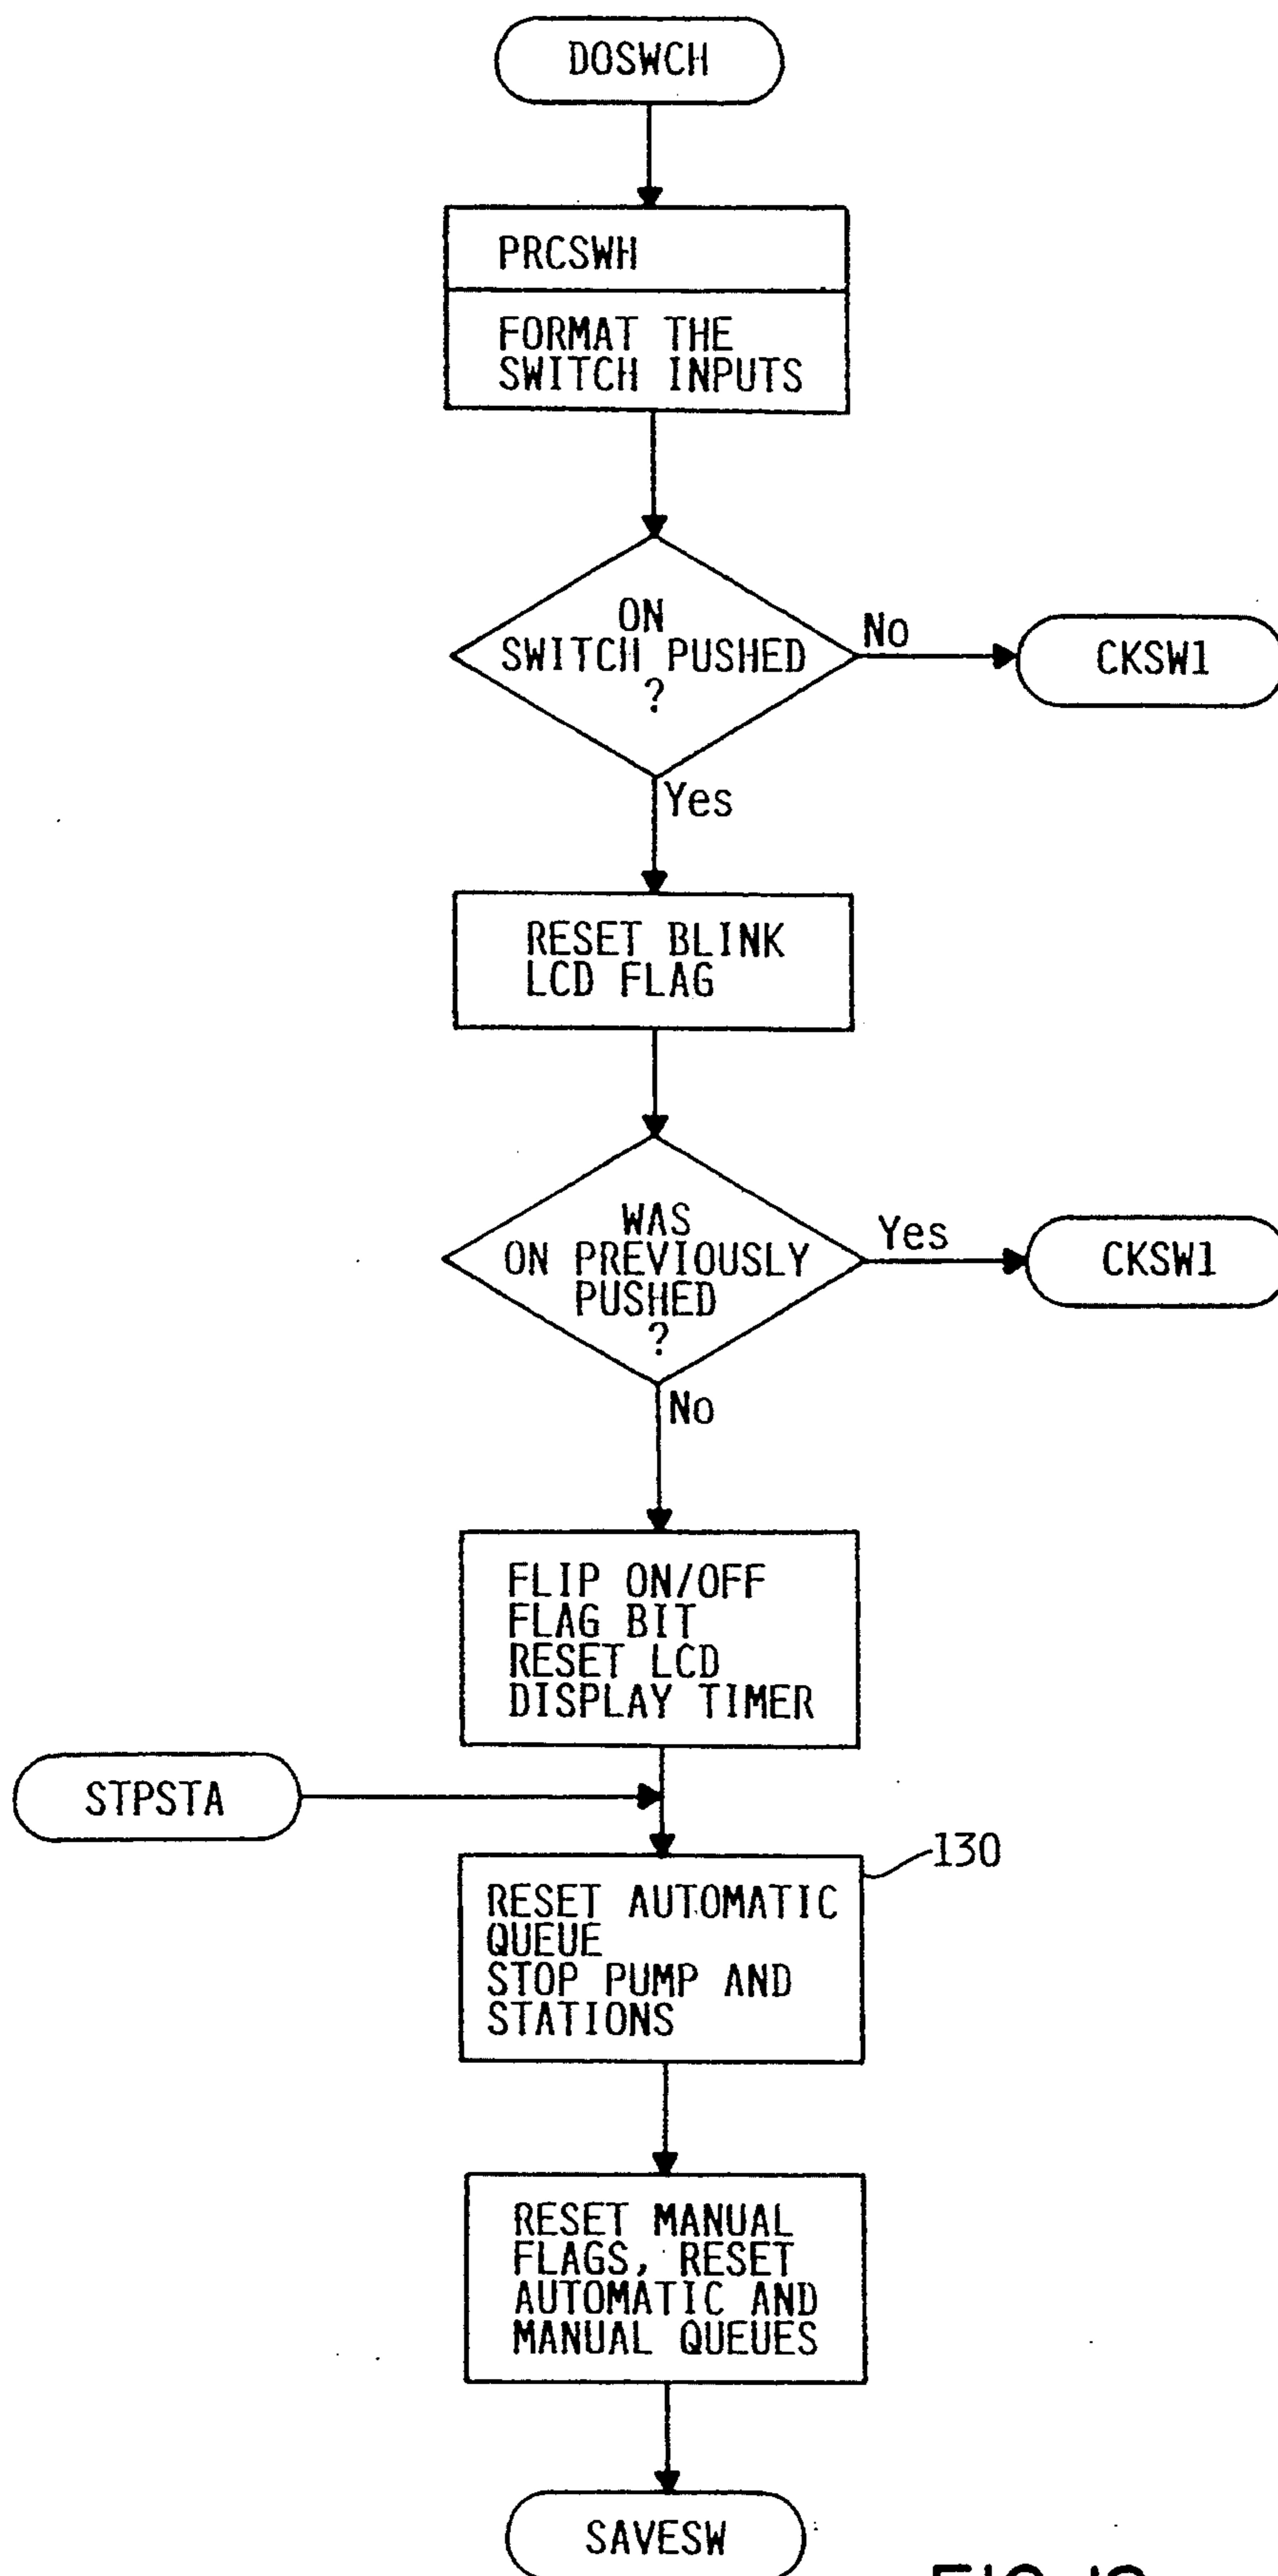 DOSWCH
PRCSWH
FORMAT THE
SWITCH INPUTS
ON
SWITCH PUSHED
?
No
CKSW1
Yes
RESET BLINK
LCD FLAG
WAS
ON PREVIOUSLY
PUSHED
?
Yes
CKSW1
No
FLIP ON/OFF
FLAG BIT
RESET LCD
DISPLAY TIMER
STPSTA
130
RESET AUTOMATIC
QUEUE
STOP PUMP AND
STATIONS
RESET MANUAL
FLAGS, RESET
AUTOMATIC AND
MANUAL QUEUES
SAVESW